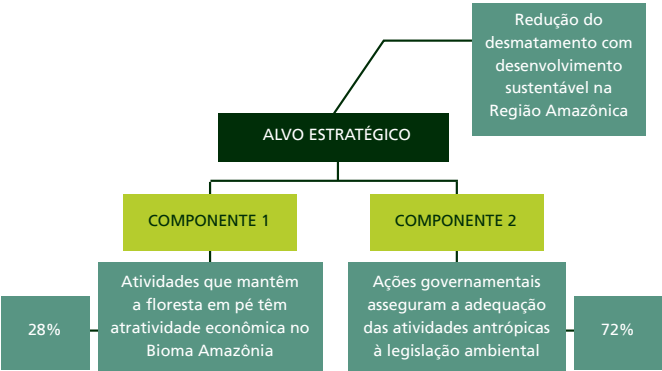 Redução do
desmatamento com
desenvolvimento
sustentável na
Região Amazônica
ALVO ESTRATÉGICO
COMPONENTE 1
COMPONENTE 2
28%
Atividades que mantêm
a floresta em pé têm
atratividade econômica no
Bioma Amazônia
Ações governamentais
asseguram a adequação
das atividades antrópicas
à legislação ambiental
72%